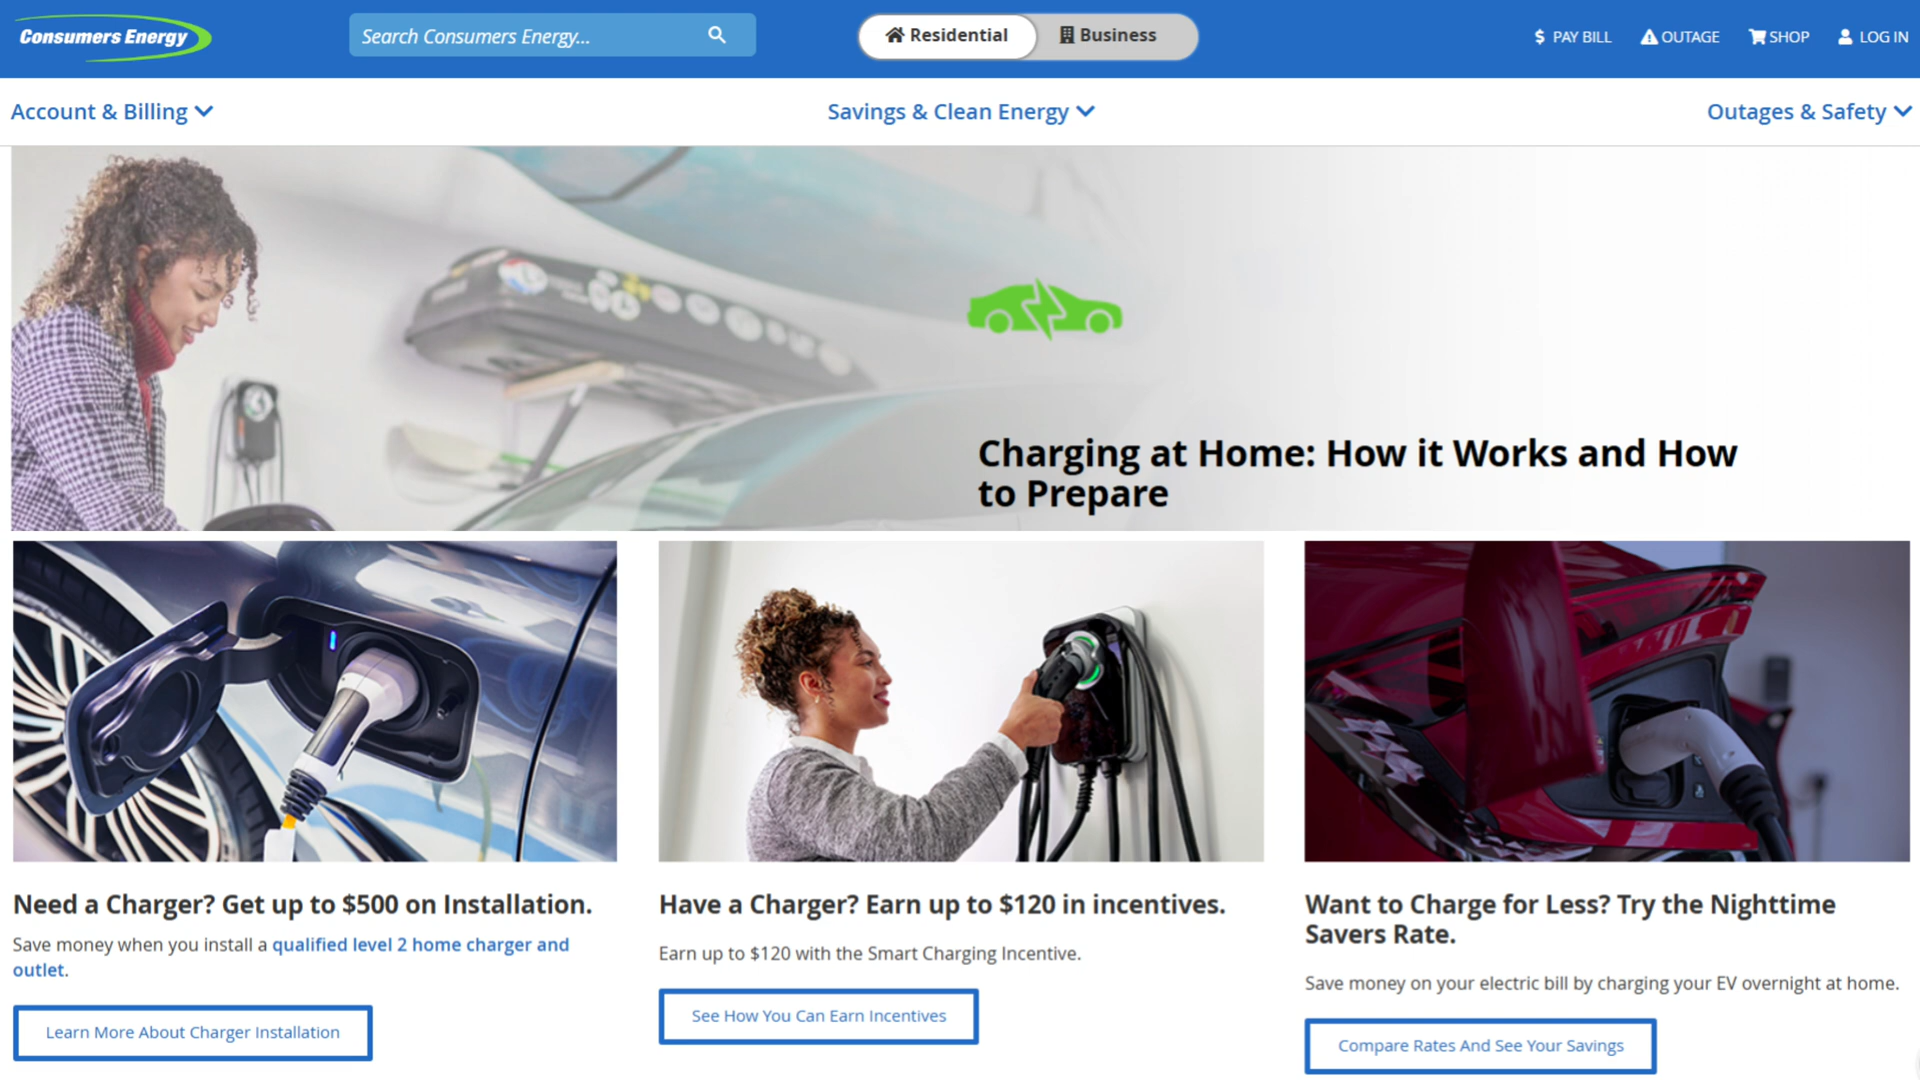 Consumers Energy
Search Consumers Energy...
Residential
Business
PAY BILL
OUTAGE
SHOP
LOG IN
Account & Billing
Savings & Clean Energy
Outages & Safety
Charging at Home: How it Works and How
to Prepare
Need a Charger? Get up to $500 on Installation.
Save money when you install a qualified level 2 home charger and
outlet.
Learn More About Charger Installation
Have a Charger? Earn up to $120 in incentives.
Earn up to $120 with the Smart Charging Incentive.
See How You Can Earn Incentives
Want to Charge for Less? Try the Nighttime
Savers Rate.
Save money on your electric bill by charging your EV overnight at home.
Compare Rates And See Your Savings